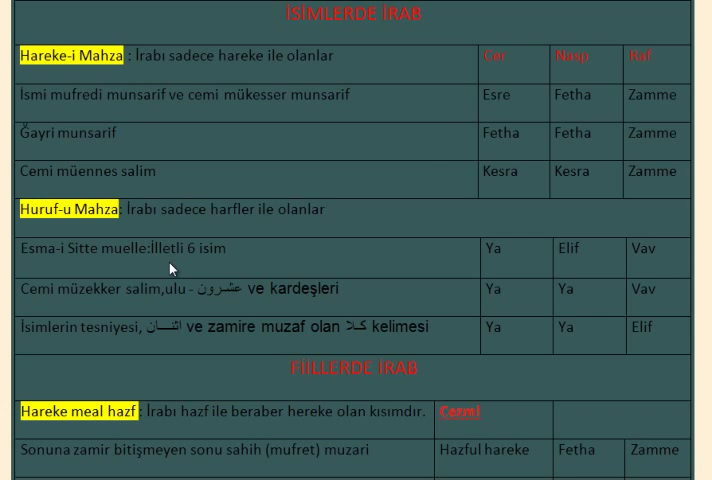 İSİMLERDE İRAB
Hareke-i Mahza : İrabı sadece hareke ile olanlar Cer Nasp Raf
İsmi mufredi munsarif ve cemi mükesser munsarif Esre Fetha Zamme
Ğayri munsarif Fetha Fetha Zamme
Cemi müennes salim Kesra Kesra Zamme
Huruf-u Mahza: İrabı sadece harfler ile olanlar
Esma-i Sitte muelle:İlletli 6 isim Ya Elif Vav
Cemi müzekker salim,ulu - عشرون ve kardeşleri Ya Ya Vav
İsimlerin tesniyesi, اثنان ve zamire muzaf olan كلا kelimesi Ya Ya Elif
FİİLLERDE İRAB
Hareke meal hazf : İrabı hazf ile beraber hereke olan kısımdır. Cezmi
Sonuna zamir bitişmeyen sonu sahih (mufret) muzari Hazful hareke Fetha Zamme